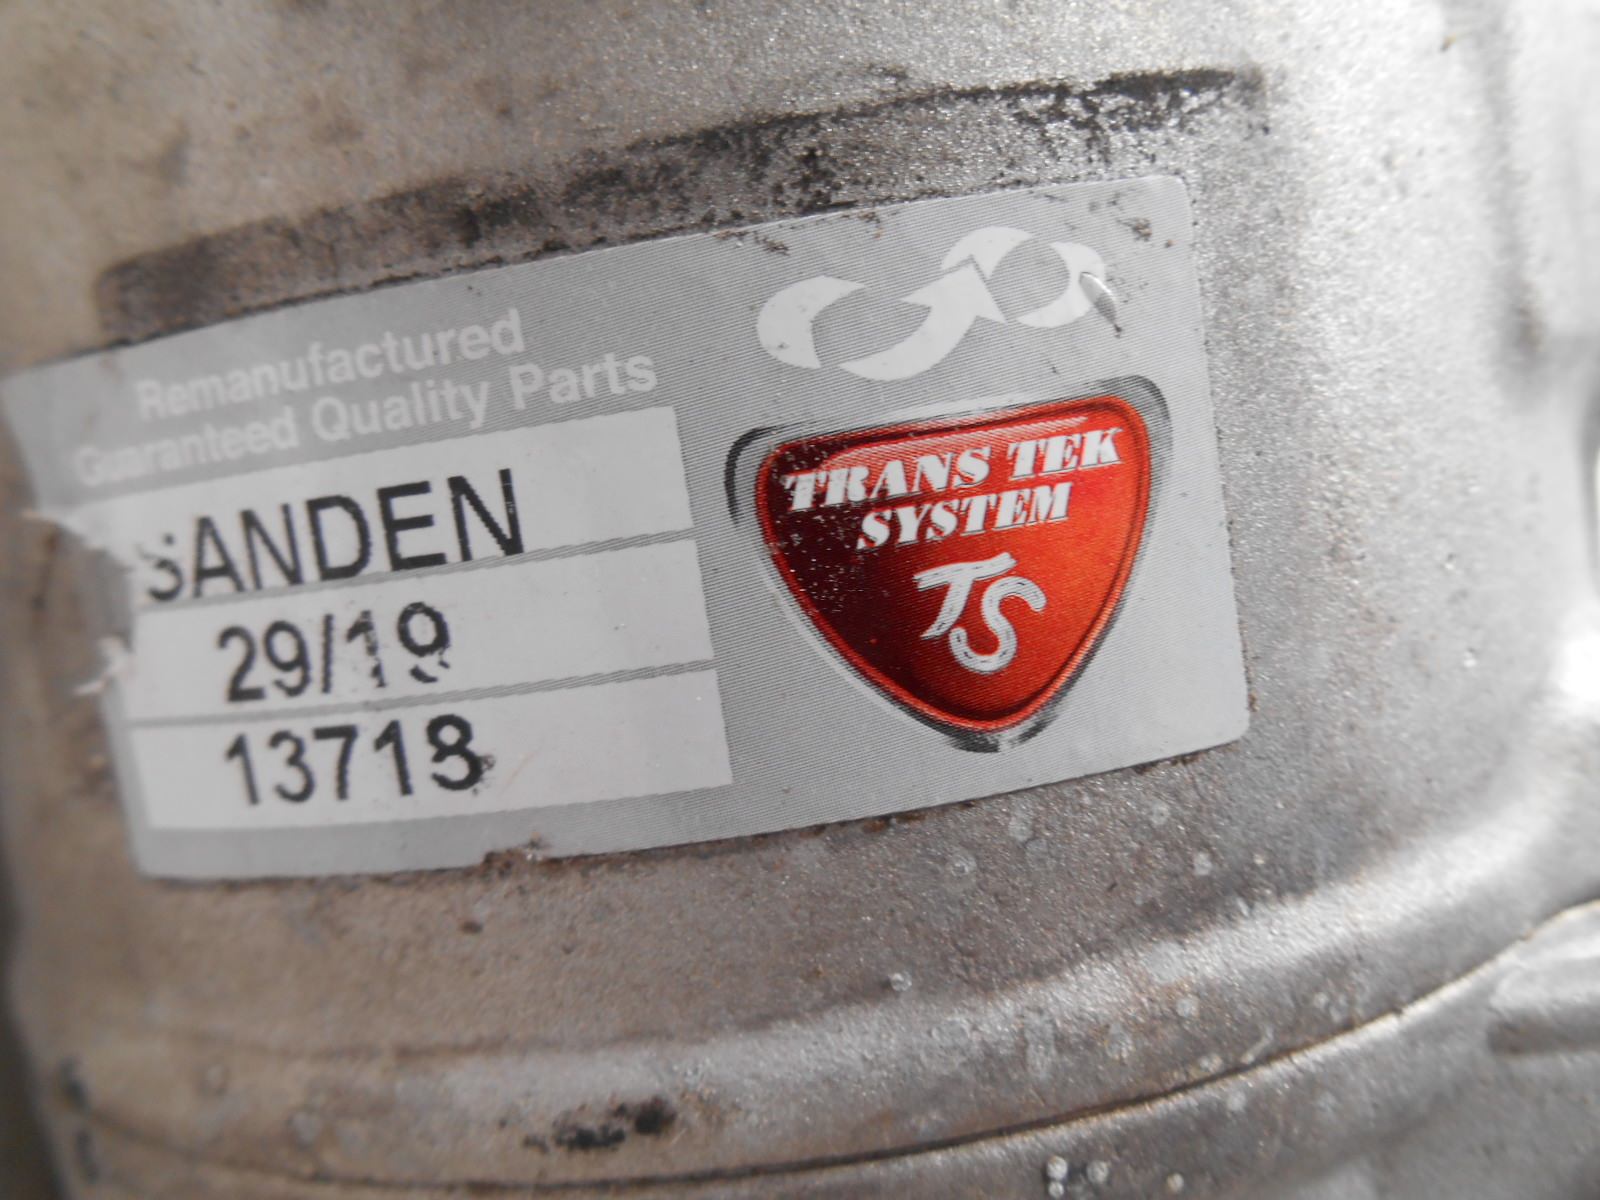 Remanufactured
Guaranteed Quality Parts
SANDEN
29/19
13718
TRANS TEK
SYSTEM
TS